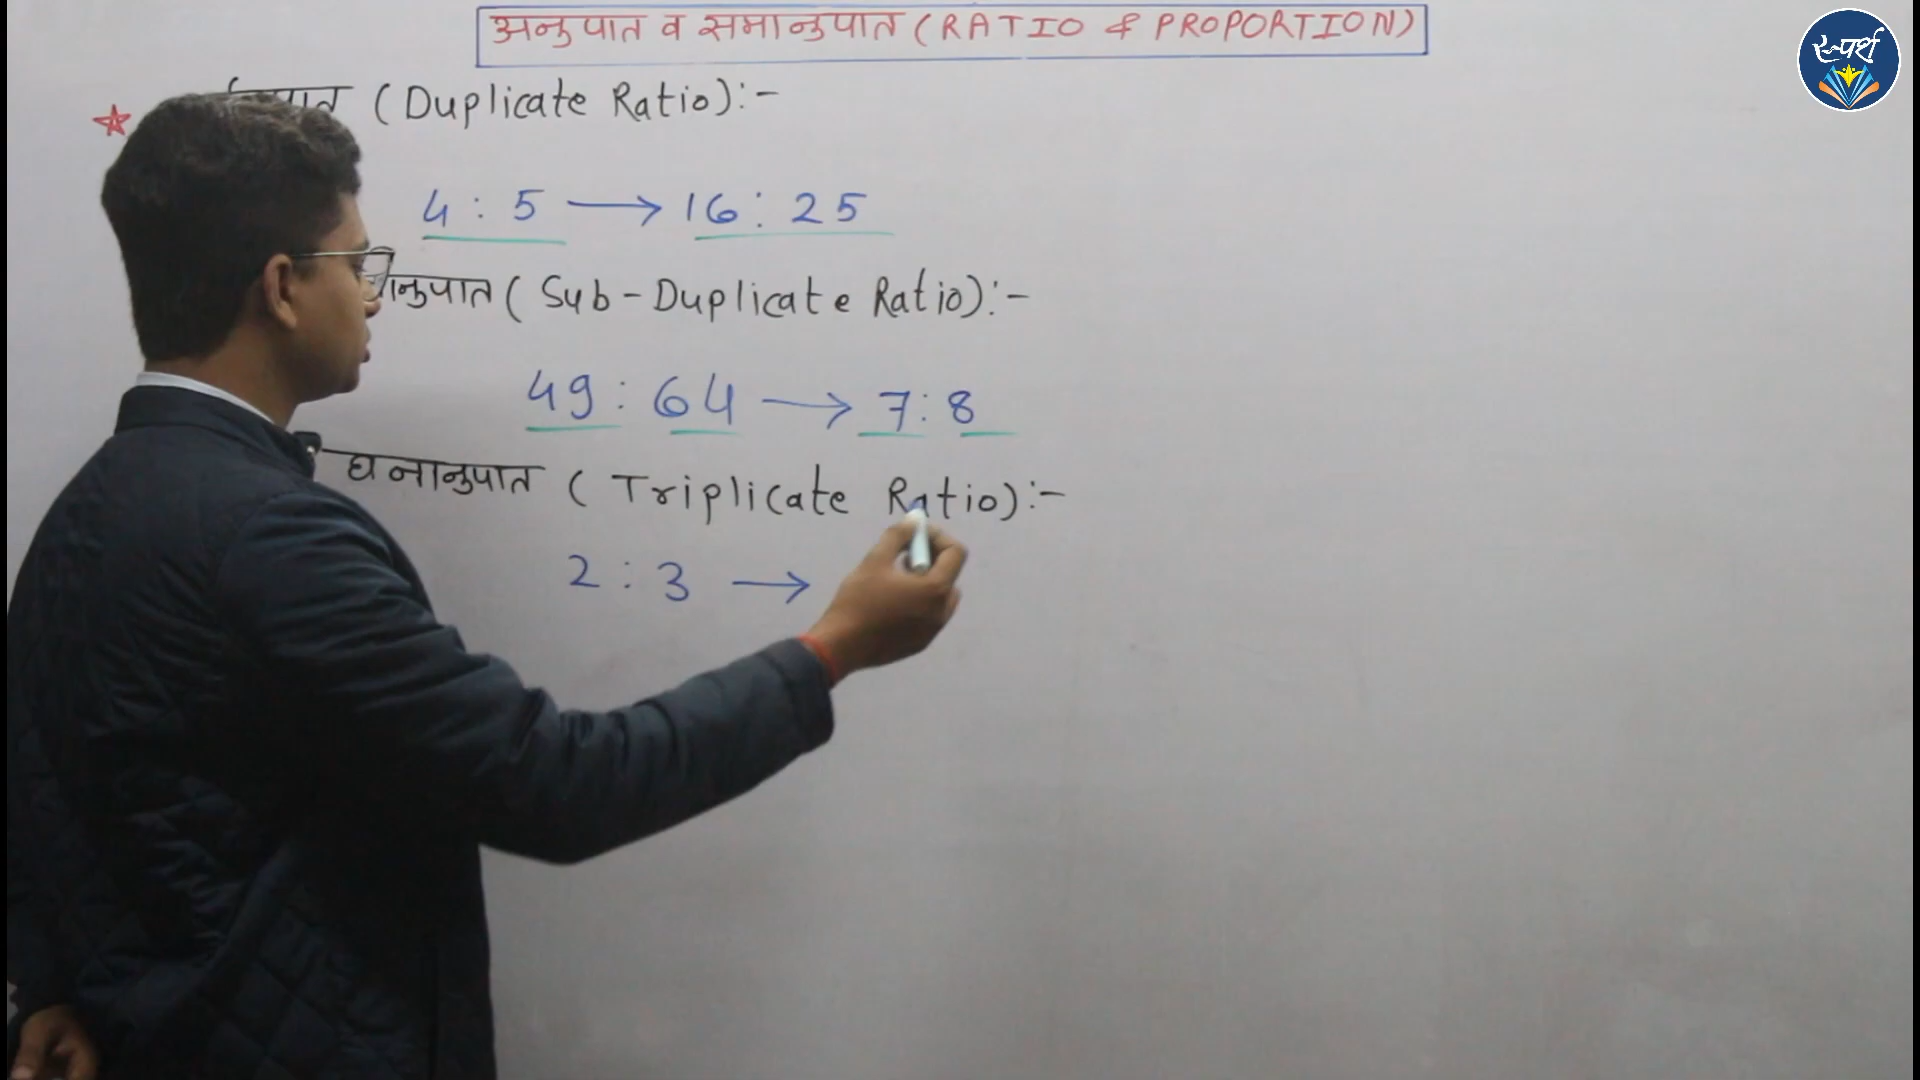 अनुपात व समानुपात (RATIO & PROPORTION)
स्पर्श
(Duplicate Ratio):-
4 : 5 → 16 : 25
(Sub-Duplicate Ratio):-
49 : 64 → 7 : 8
घनानुपात (Triplicate Ratio):-
2 : 3 →